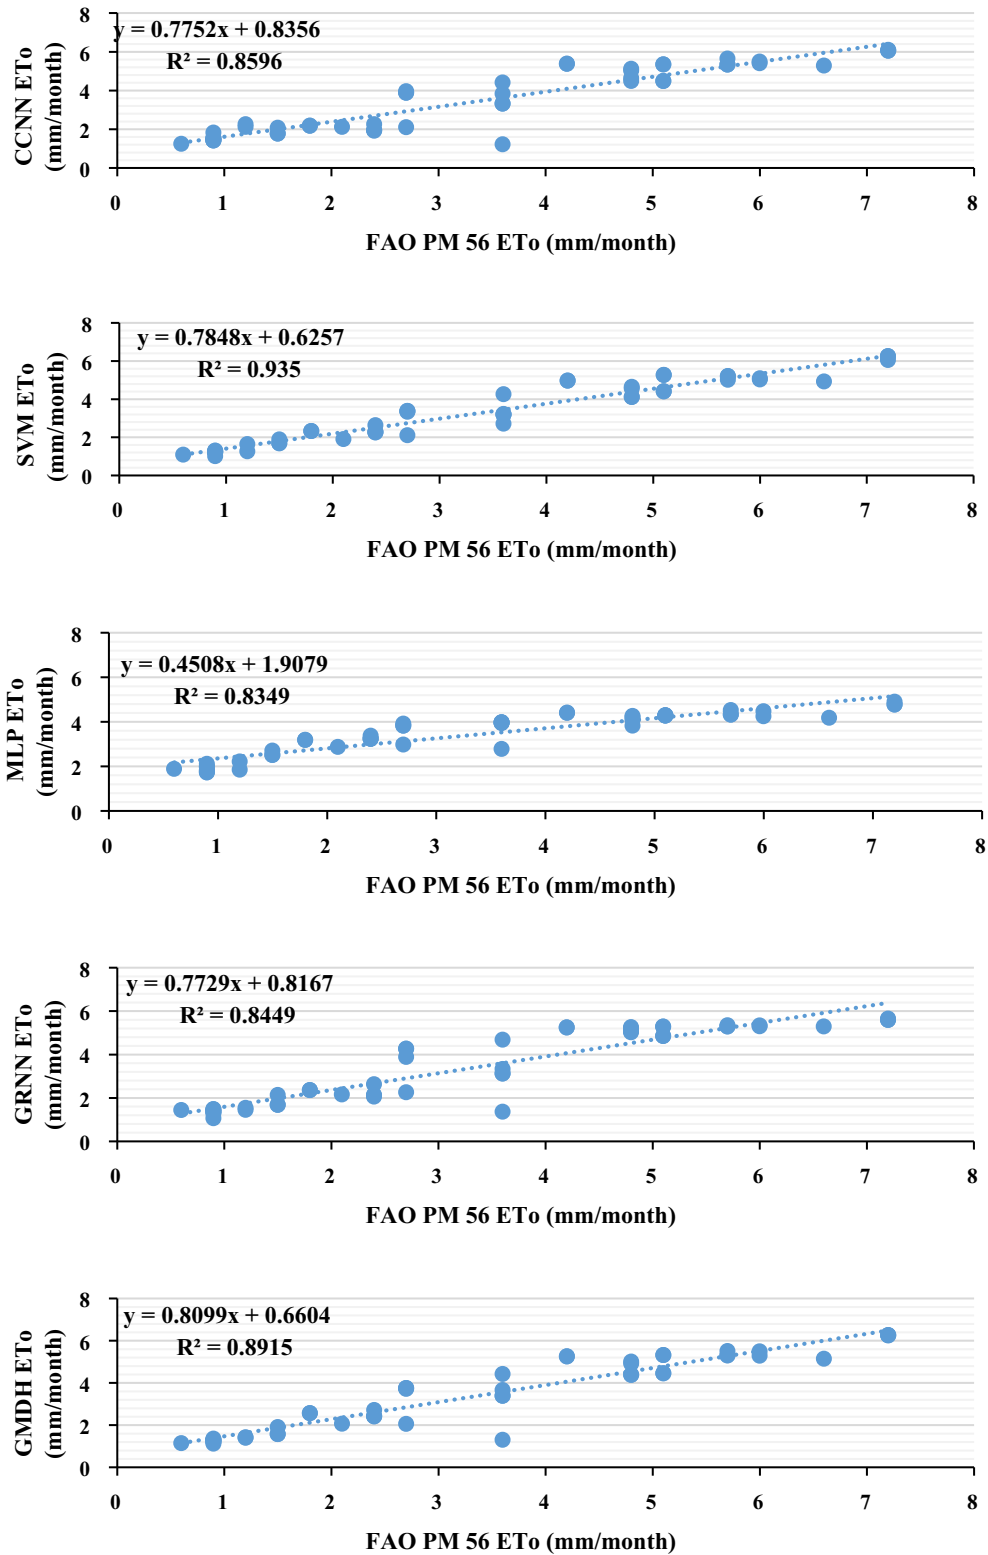 8
6
4
2
0
CCNN ETo
(mm/month)
y = 0.7752x + 0.8356
R² = 0.8596
0 1 2 3 4 5 6 7 8
FAO PM 56 ETo (mm/month)
8
6
4
2
0
SVM ETo
(mm/month)
y = 0.7848x + 0.6257
R² = 0.935
0 1 2 3 4 5 6 7 8
FAO PM 56 ETo (mm/month)
8
6
4
2
0
MLP ETo
(mm/month)
y = 0.4508x + 1.9079
R² = 0.8349
0 1 2 3 4 5 6 7 8
FAO PM 56 ETo (mm/month)
8
6
4
2
0
GRNN ETo
(mm/month)
y = 0.7729x + 0.8167
R² = 0.8449
0 1 2 3 4 5 6 7 8
FAO PM 56 ETo (mm/month)
8
6
4
2
0
GMDH ETo
(mm/month)
y = 0.8099x + 0.6604
R² = 0.8915
0 1 2 3 4 5 6 7 8
FAO PM 56 ETo (mm/month)